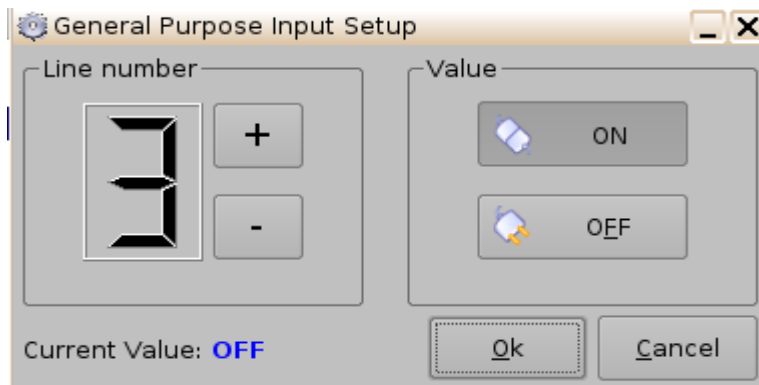 General Purpose Input Setup
Line number
3
+
-
Value
ON
OFF
Current Value: OFF
Ok
Cancel